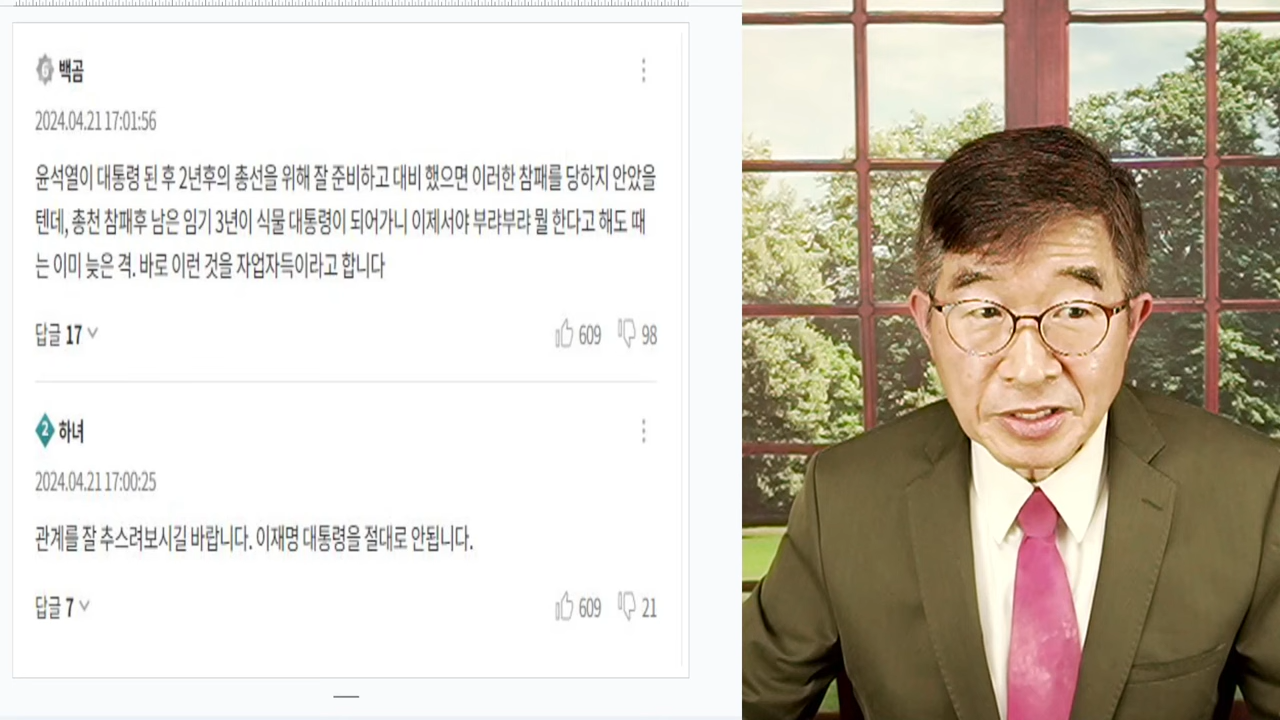 6 백곰
2024.04.21 17:01:56
윤석열이 대통령 된 후 2년후의 총선을 위해 잘 준비하고 대비 했으면 이러한 참패를 당하지 안았을
텐데, 총천 참패후 남은 임기 3년이 식물 대통령이 되어가니 이제서야 부랴부랴 뭘 한다고 해도 때
는 이미 늦은 격. 바로 이런 것을 자업자득이라고 합니다
답글 17
609 98
2 하녀
2024.04.21 17:00:25
관계를 잘 추스려보시길 바랍니다. 이재명 대통령을 절대로 안됩니다.
답글 7
609 21